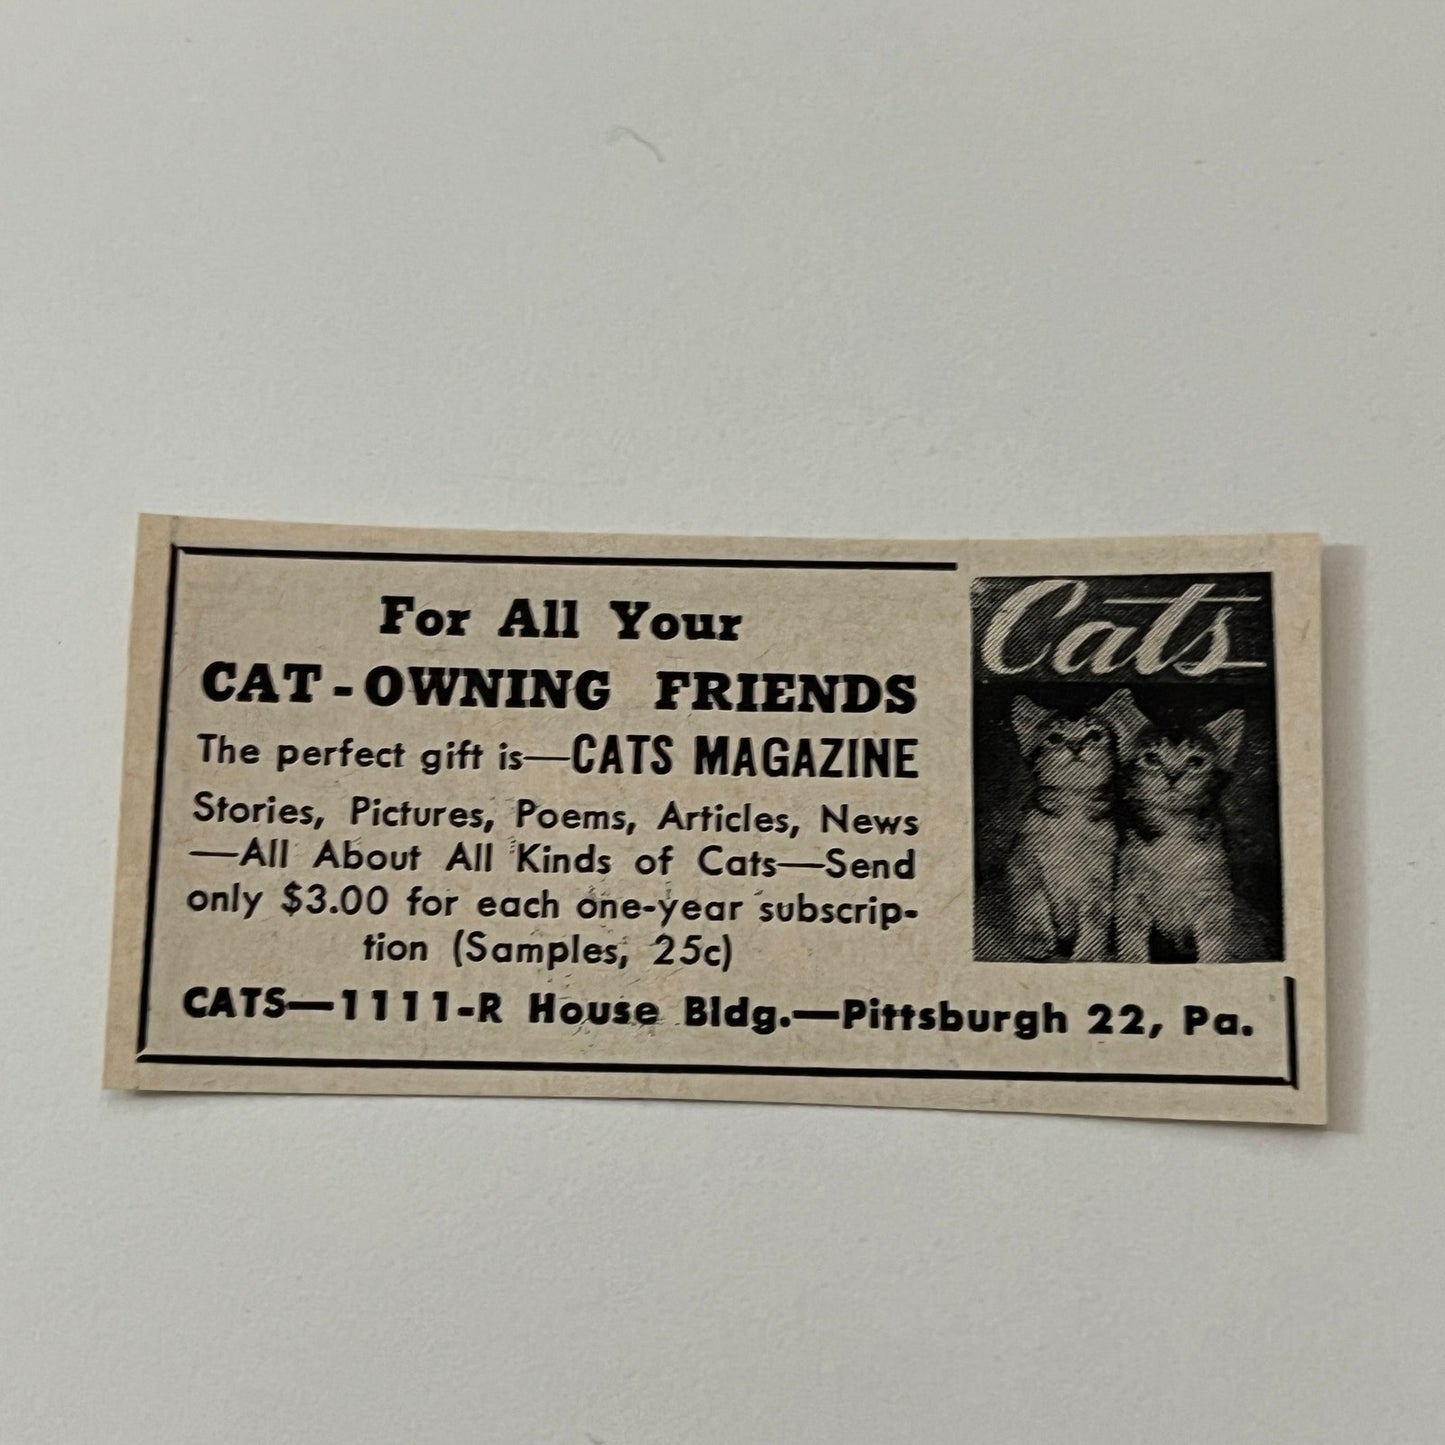 For All Your
CAT-OWNING FRIENDS
The perfect gift is—CATS MAGAZINE
Stories, Pictures, Poems, Articles, News
—All About All Kinds of Cats—Send
only $3.00 for each one-year subscrip-
tion (Samples, 25c)
CATS—1111-R House Bldg.—Pittsburgh 22, Pa.
Cats